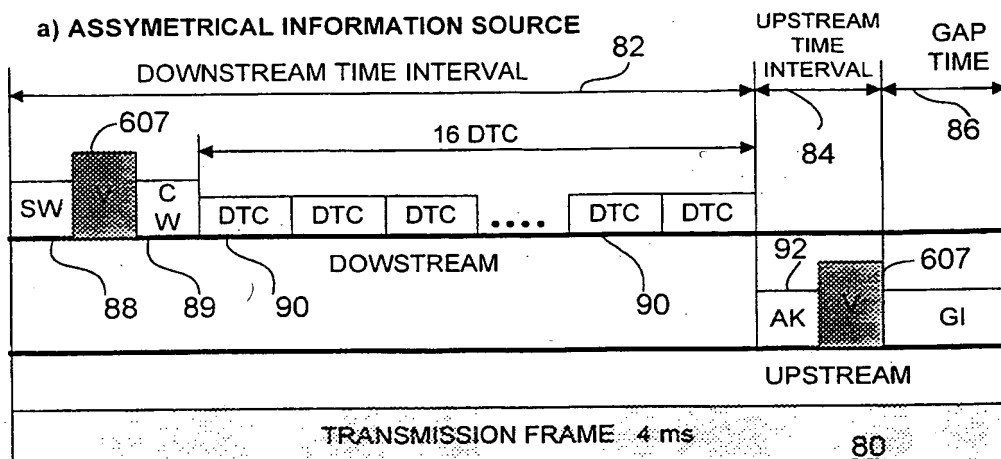 a) ASSYMETRICAL INFORMATION SOURCE
UPSTREAM
TIME
INTERVAL
GAP
TIME
DOWNSTREAM TIME INTERVAL
82
84
86
607
16 DTC
SW
V
C
W
DTC
DTC
DTC
....
DTC
DTC
88
89
90
DOWSTREAM
90
92
607
AK
V
GI
UPSTREAM
TRANSMISSION FRAME 4 ms
80